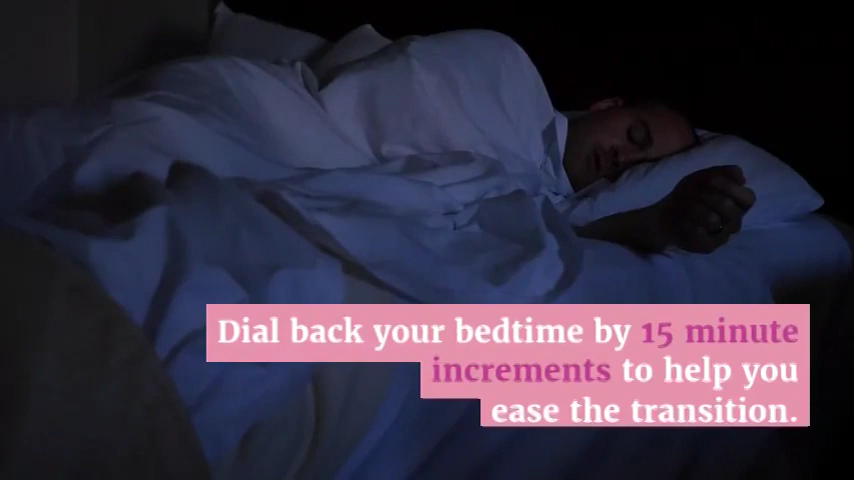 Dial back your bedtime by 15 minute
increments to help you
ease the transition.